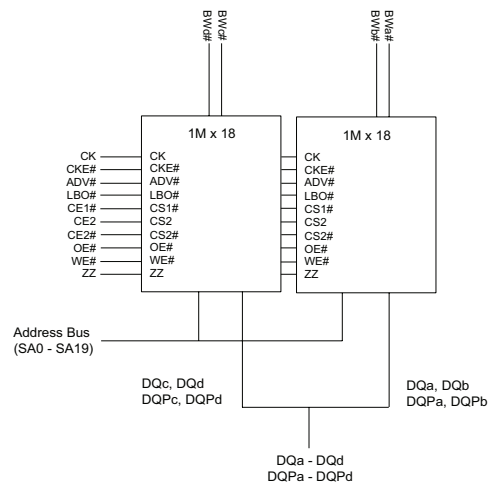 BWd#
BWc#
BWb#
BWa#
1M x 18
1M x 18
CK
CKE#
ADV#
LBO#
CE1#
CE2
CE2#
OE#
WE#
ZZ
CK
CKE#
ADV#
LBO#
CS1#
CS2
CS2#
OE#
WE#
ZZ
CK
CKE#
ADV#
LBO#
CS1#
CS2
CS2#
OE#
WE#
ZZ
Address Bus
(SA0 - SA19)
DQc, DQd
DQPc, DQPd
DQa, DQb
DQPa, DQPb
DQa - DQd
DQPa - DQPd